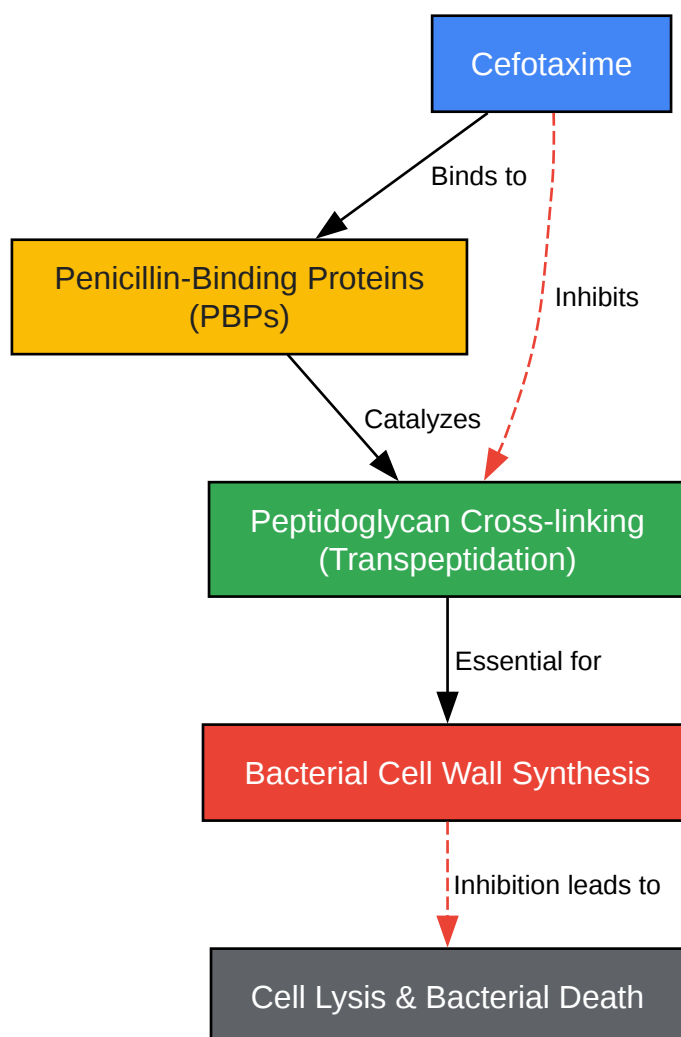 Cefotaxime
Binds to
Penicillin-Binding Proteins
(PBPs)
Inhibits
Catalyzes
Peptidoglycan Cross-linking
(Transpeptidation)
Essential for
Bacterial Cell Wall Synthesis
Inhibition leads to
Cell Lysis & Bacterial Death